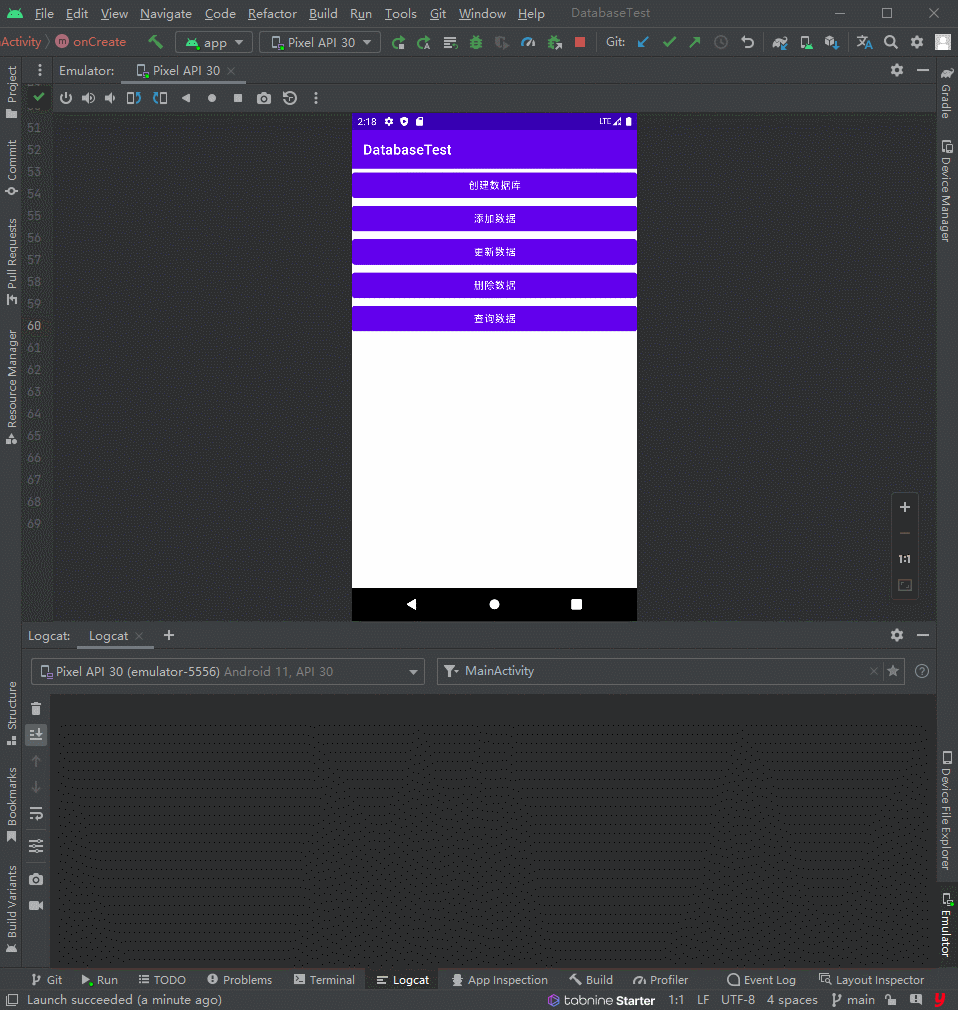 File Edit View Navigate Code Refactor Build Run Tools Git Window Help DatabaseTest
Activity m onCreate app Pixel API 30 Git:
Project
Commit
Pull Requests
Resource Manager
Structure
Bookmarks
Build Variants
Emulator: Pixel API 30
51
52
53
54
55
56
57
58
59
60
61
62
63
64
65
66
67
68
69
2:18 LTE
DatabaseTest
创建数据库
添加数据
更新数据
删除数据
查询数据
1:1
Gradle
Device Manager
Device File Explorer
Emulator
Logcat: Logcat
Pixel API 30 (emulator-5556) Android 11, API 30 MainActivity
Git Run TODO Problems Terminal Logcat App Inspection Build Profiler Event Log Layout Inspector
Launch succeeded (a minute ago) tabnine Starter 1:1 LF UTF-8 4 spaces main